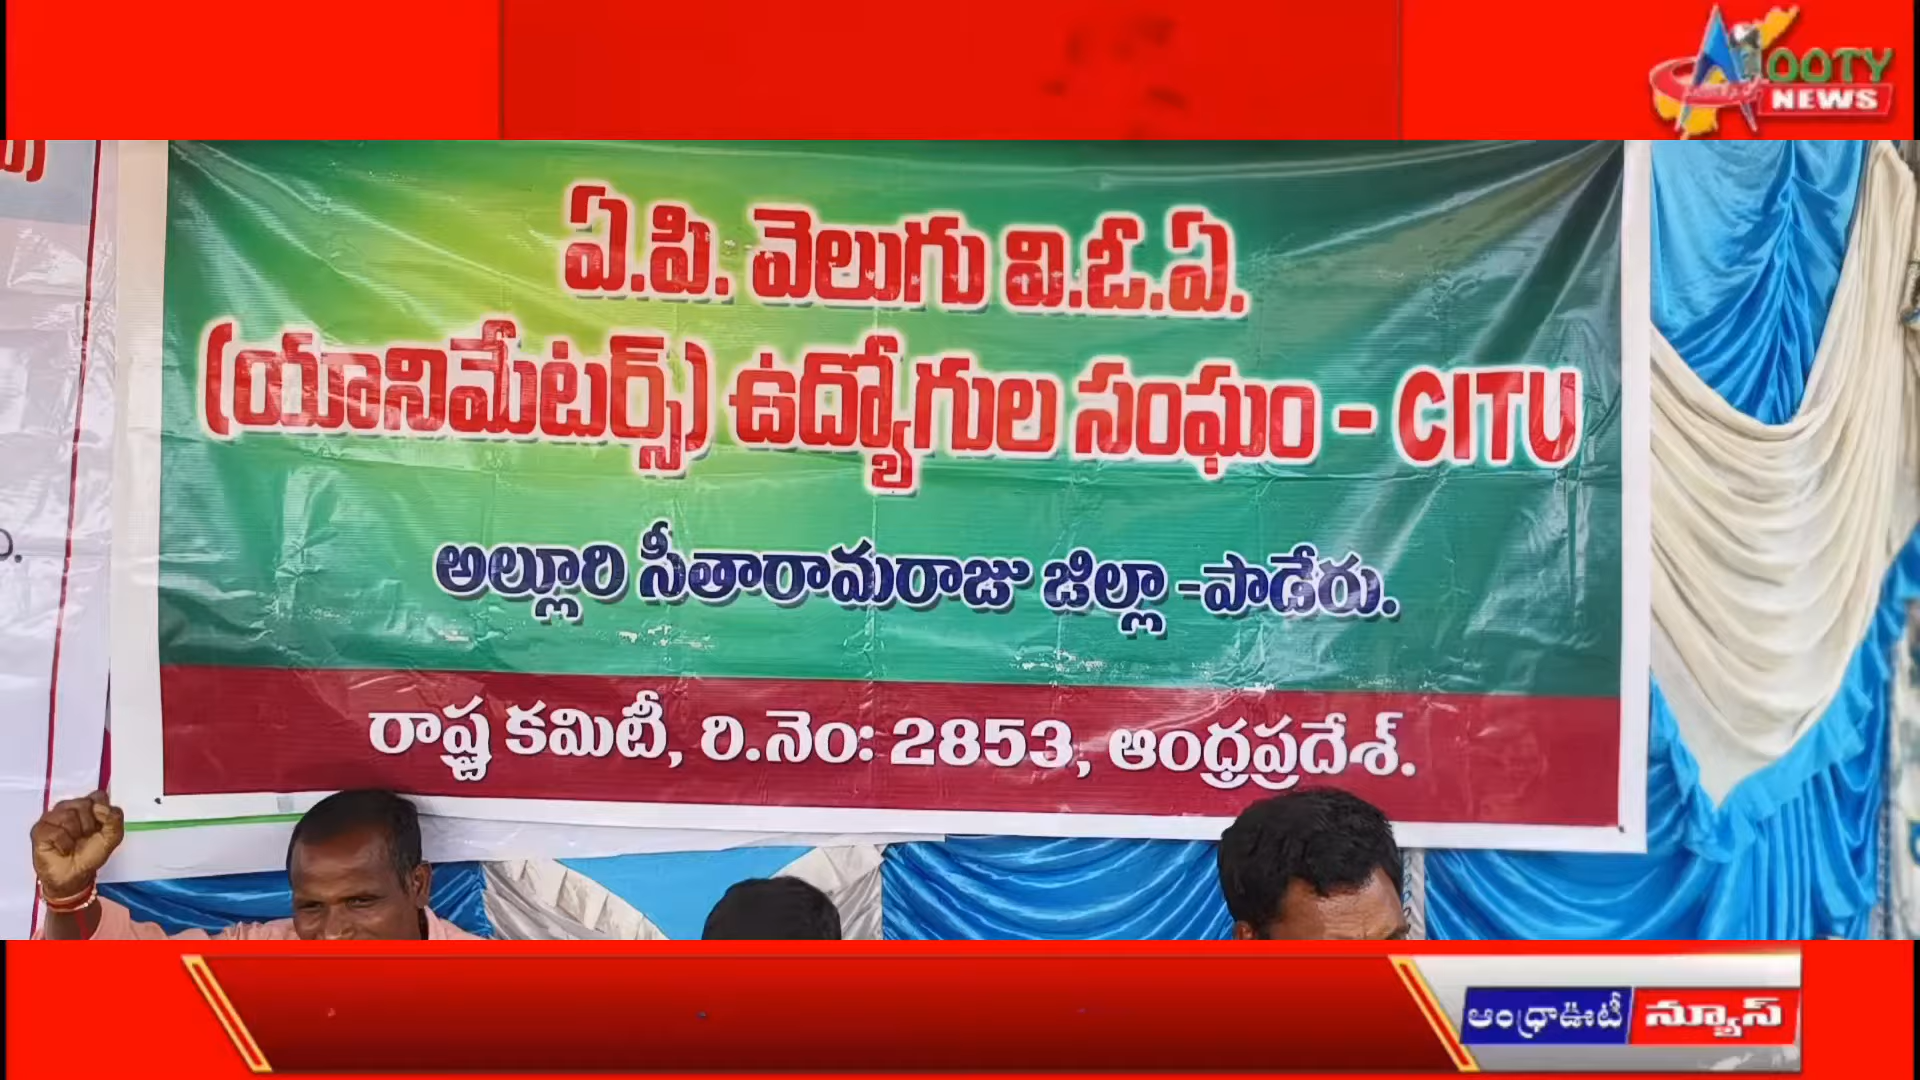 OOTY
NEWS
ఏ.పి. వెలుగు వి.ఓ.ఏ.
(యానిమేటర్స్) ఉద్యోగుల సంఘం - CITU
అల్లూరి సీతారామరాజు జిల్లా -పాడేరు.
రాష్ట్ర కమిటీ, రి.నెం: 2853, ఆంధ్రప్రదేశ్.
ఆంధ్రాఊటీ న్యూస్